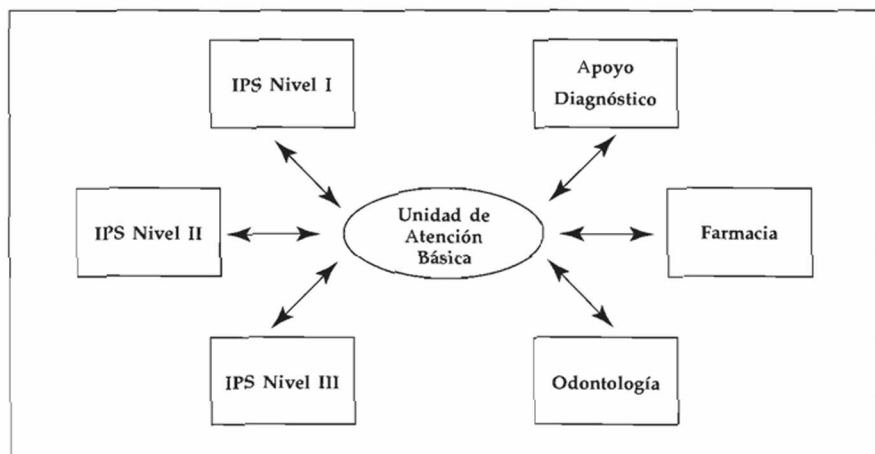 IPS Nivel I
Apoyo
Diagnóstico
IPS Nivel II
Unidad de
Atención
Básica
Farmacia
IPS Nivel III
Odontología